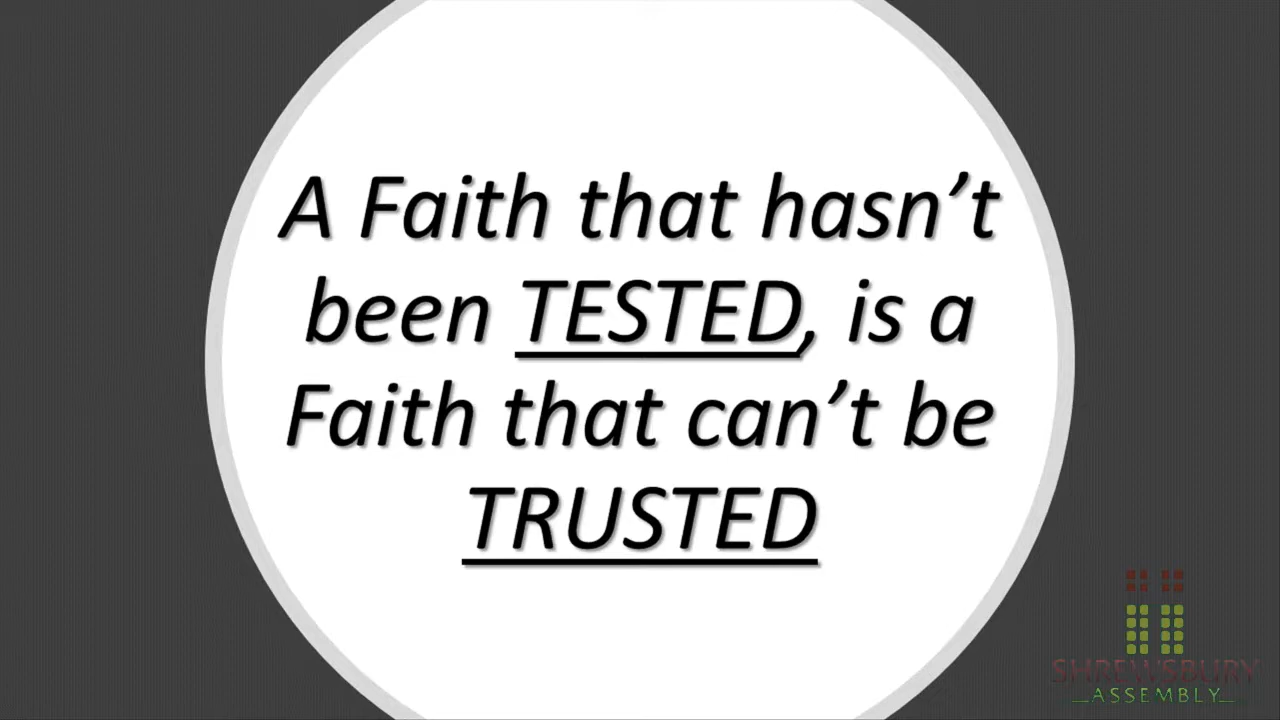 A Faith that hasn’t
been TESTED, is a
Faith that can’t be
TRUSTED
SHREWSBURY
ASSEMBLY